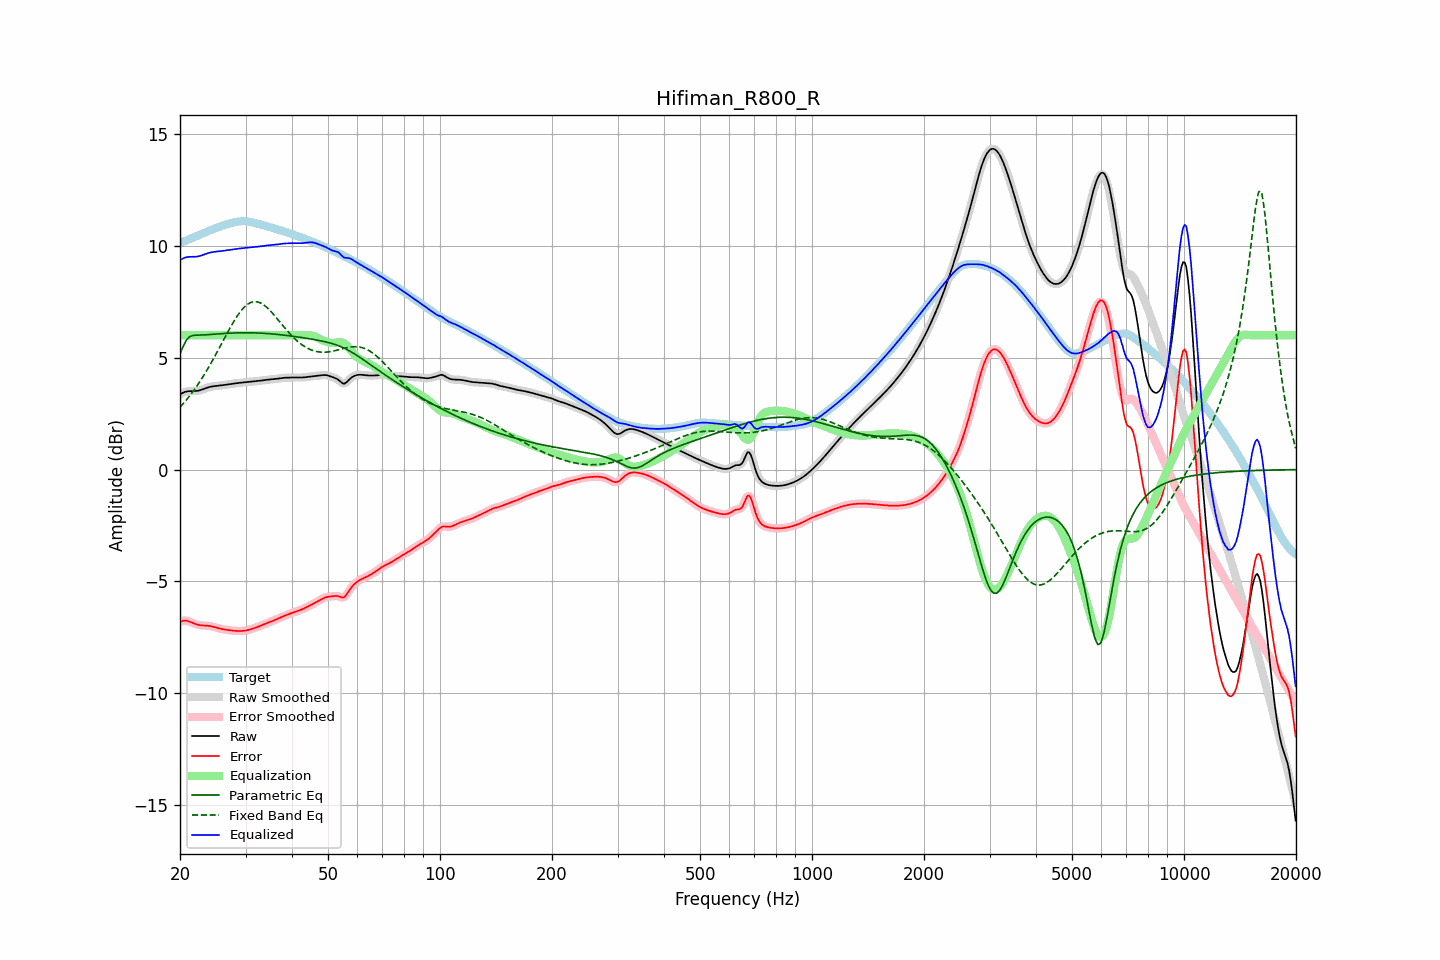 Hifiman_R800_R
Amplitude (dBr)
15
10
5
0
−5
−10
−15
Target
Raw Smoothed
Error Smoothed
Raw
Error
Equalization
Parametric Eq
Fixed Band Eq
Equalized
20 50 100 200 500 1000 2000 5000 10000 20000
Frequency (Hz)